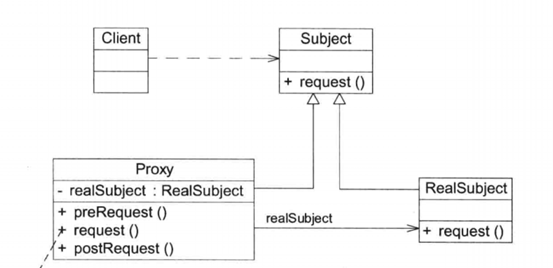 Client
Subject
+ request ()
Proxy
- realSubject : RealSubject
+ preRequest ()
+ request ()
+ postRequest ()
realSubject
RealSubject
+ request ()